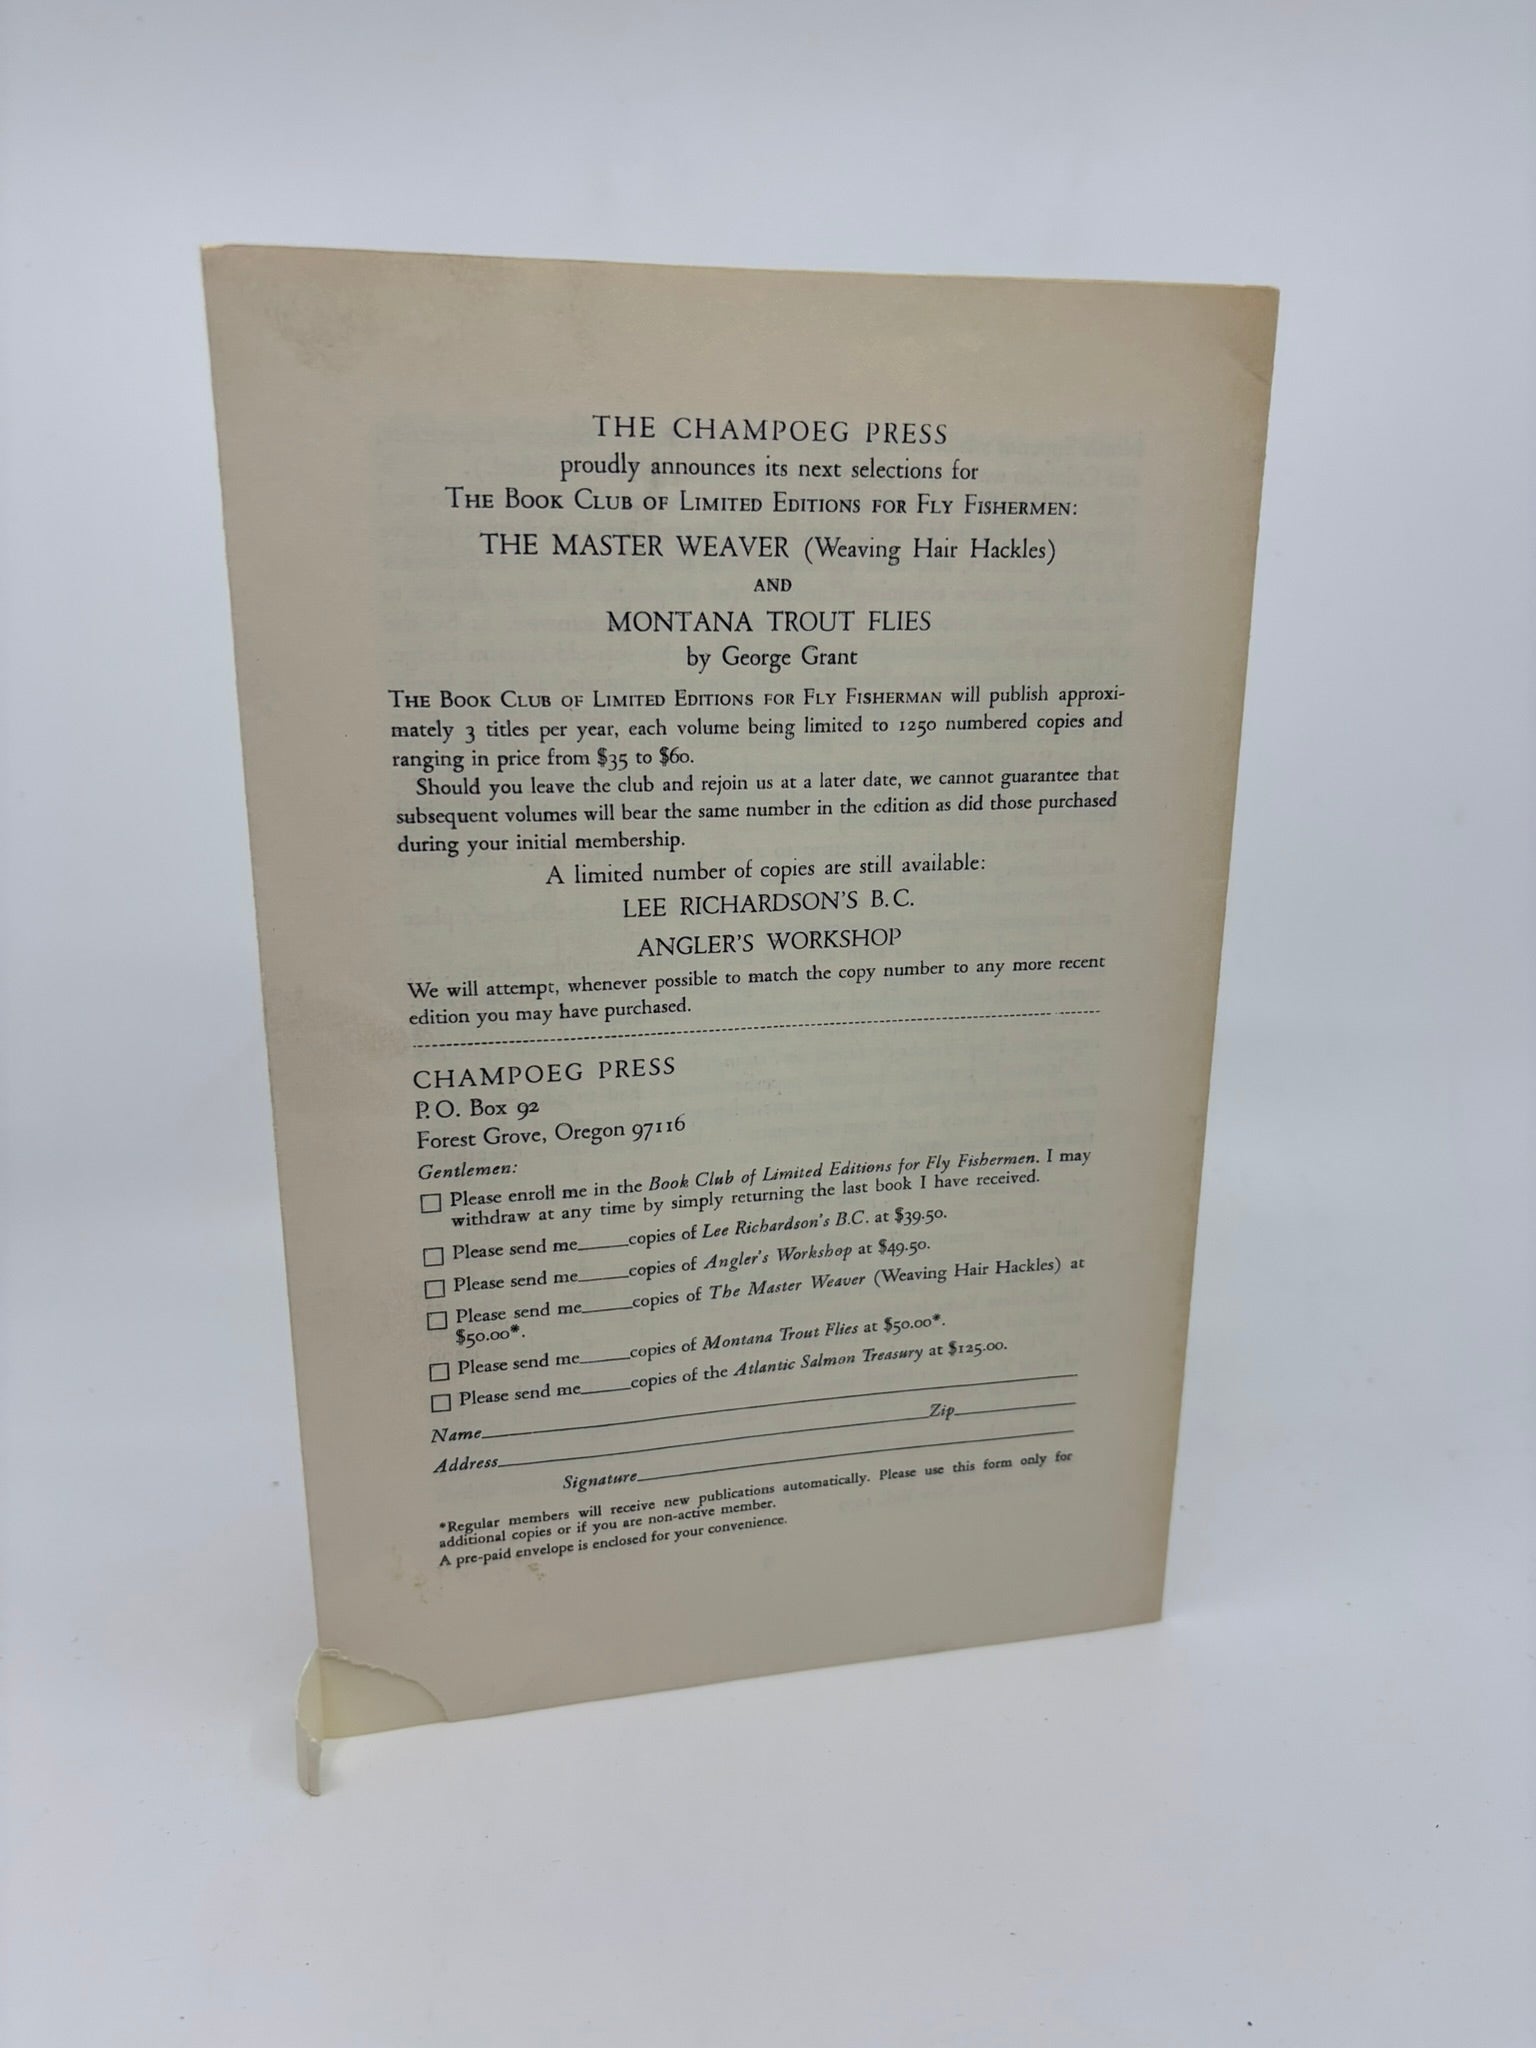 THE CHAMPOEG PRESS
proudly announces its next selections for
THE BOOK CLUB OF LIMITED EDITIONS FOR FLY FISHERMEN:
THE MASTER WEAVER (Weaving Hair Hackles)
AND
MONTANA TROUT FLIES
by George Grant
THE BOOK CLUB OF LIMITED EDITIONS FOR FLY FISHERMAN will publish approxi-
mately 3 titles per year, each volume being limited to 1250 numbered copies and
ranging in price from $35 to $60.
Should you leave the club and rejoin us at a later date, we cannot guarantee that
subsequent volumes will bear the same number in the edition as did those purchased
during your initial membership.
A limited number of copies are still available:
LEE RICHARDSON'S B.C.
ANGLER'S WORKSHOP
We will attempt, whenever possible to match the copy number to any more recent
edition you may have purchased.
CHAMPOEG PRESS
P.O. Box 92
Forest Grove, Oregon 97116
Gentlemen:
Please enroll me in the Book Club of Limited Editions for Fly Fishermen. I may
withdraw at any time by simply returning the last book I have received.
Please send me_____copies of Lee Richardson's B.C. at $39.50.
Please send me_____copies of Angler's Workshop at $49.50.
Please send me_____copies of The Master Weaver (Weaving Hair Hackles) at
$50.00*.
Please send me_____copies of Montana Trout Flies at $50.00*.
Please send me_____copies of the Atlantic Salmon Treasury at $125.00.
Name
Address Zip
Signature
*Regular members will receive new publications automatically. Please use this form only for
additional copies or if you are non-active member.
A pre-paid envelope is enclosed for your convenience.